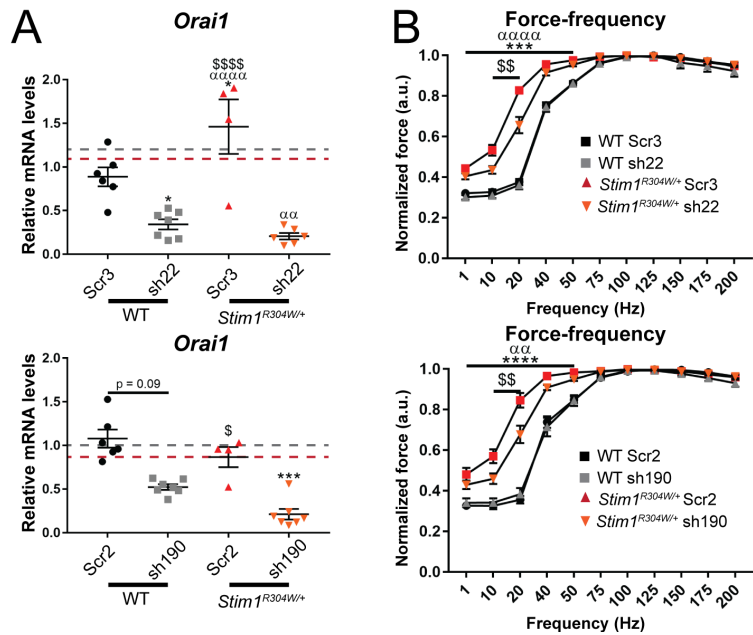 A
Orai1
Relative mRNA levels
2.0
1.5
1.0
0.5
0.0
*
$$$$
αααα
*
αα
Scr3
sh22
Scr3
sh22
WT
Stim1R304W/+
Orai1
Relative mRNA levels
2.0
1.5
1.0
0.5
0.0
p = 0.09
$
***
Scr2
sh190
Scr2
sh190
WT
Stim1R304W/+
B
Force-frequency
Normalized force (a.u.)
1.0
0.8
0.6
0.4
0.2
0.0
αααα
***
$$
WT Scr3
WT sh22
Stim1R304W/+ Scr3
Stim1R304W/+ sh22
1
10
20
40
50
75
100
125
150
175
200
Frequency (Hz)
Force-frequency
Normalized force (a.u.)
1.0
0.8
0.6
0.4
0.2
0.0
αα
****
$$
WT Scr2
WT sh190
Stim1R304W/+ Scr2
Stim1R304W/+ sh190
1
10
20
40
50
75
100
125
150
175
200
Frequency (Hz)